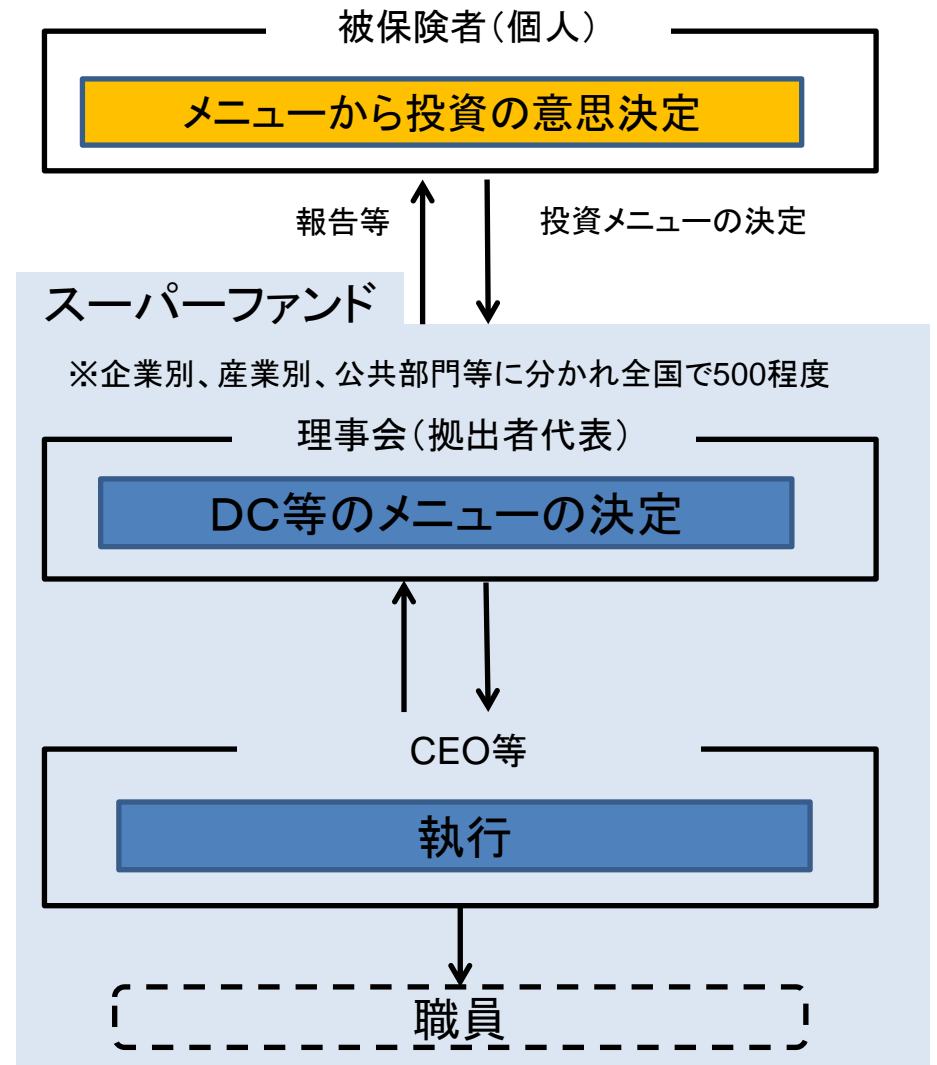 被保険者（個人）
メニューから投資の意思決定
報告等
投資メニューの決定
スーパーファンド
※企業別、産業別、公共部門等に分かれ全国で500程度
理事会（拠出者代表）
ＤＣ等のメニューの決定
CEO等
執行
職員